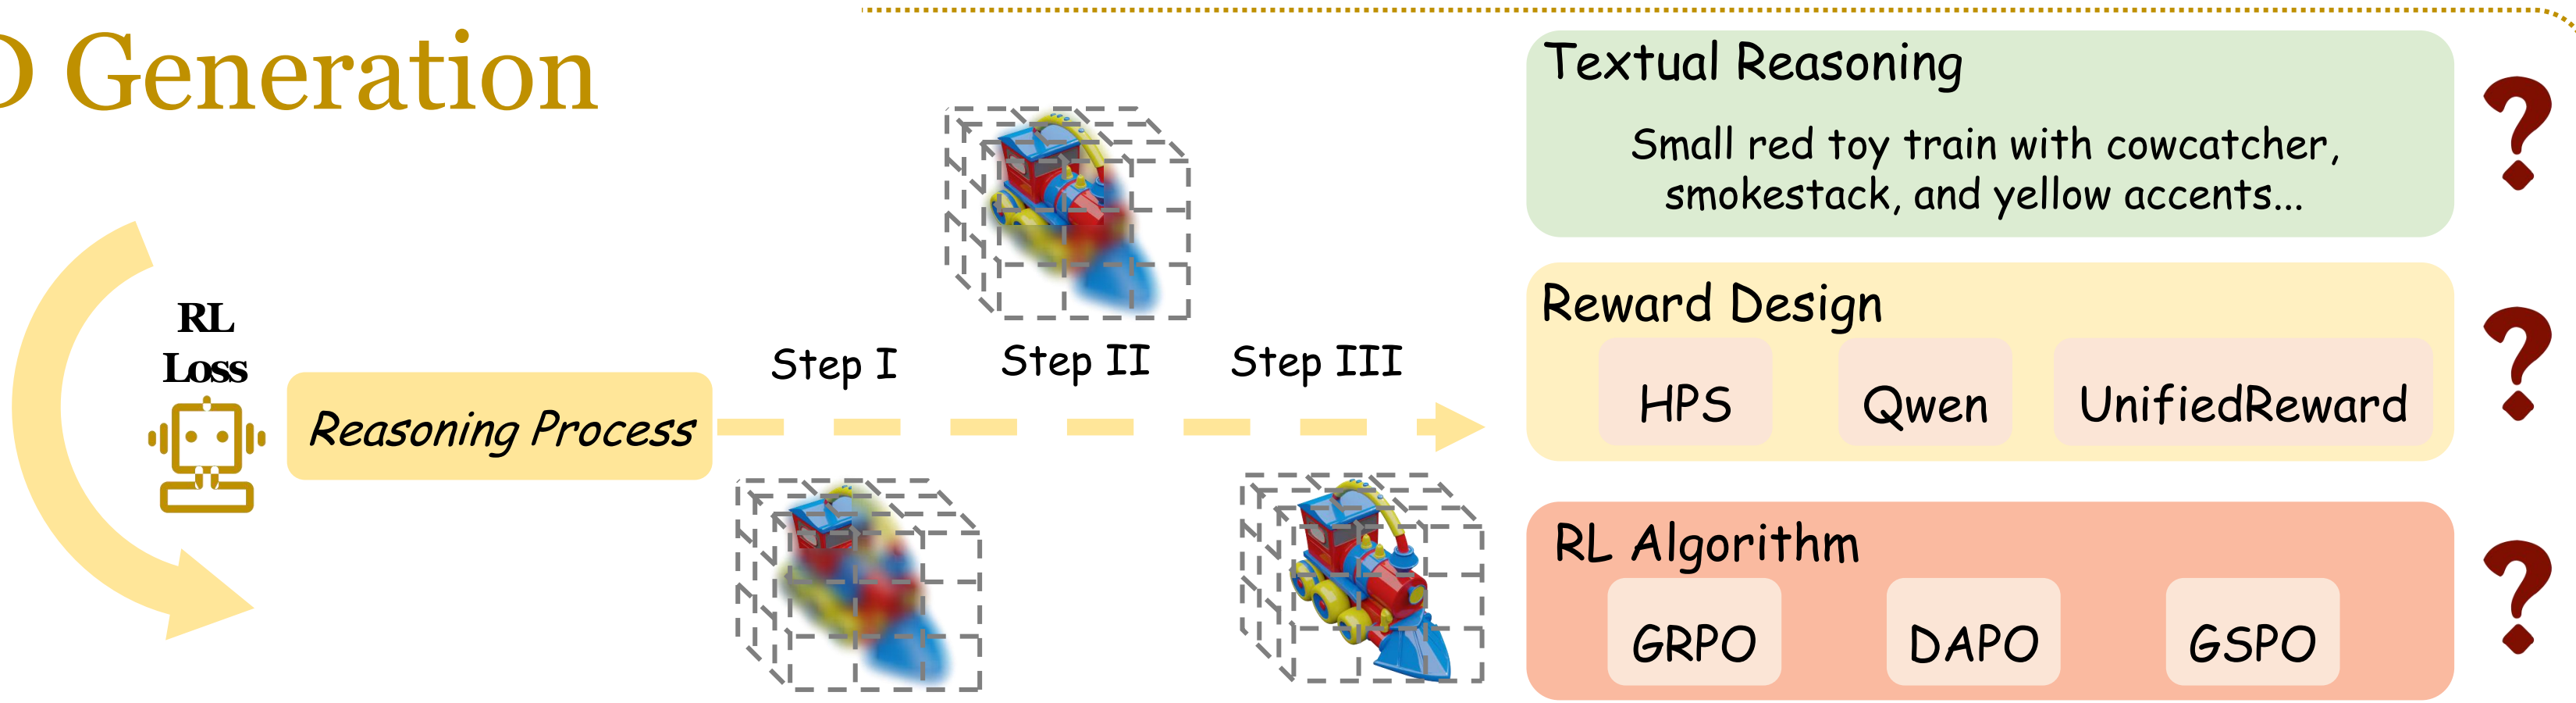 D Generation
RL
Loss
Reasoning Process
Step I
Step II
Step III
Textual Reasoning
Small red toy train with cowcatcher,
smokestack, and yellow accents...
?
Reward Design
HPS
Qwen
UnifiedReward
?
RL Algorithm
GRPO
DAPO
GSPO
?